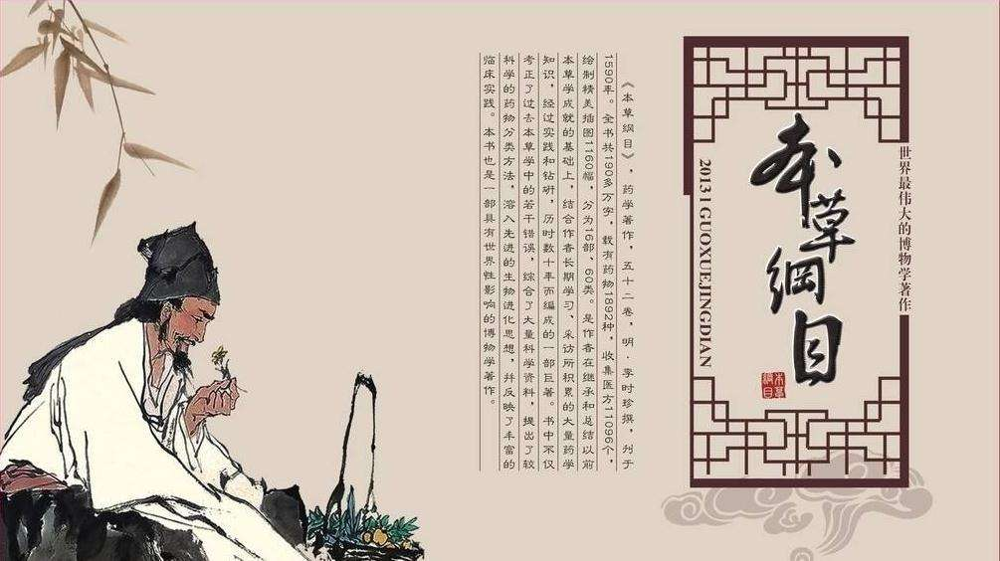 世界最伟大的博物学著作
本草綱目
本草
綱目
2013 l GUOXUEJINGDIAN
《本草纲目》，药学著作，五十二卷，明·李时珍撰，刊于
1590年。全书共190多万字，载有药物1892种，收集医方11096个，
绘制精美插图1160幅，分为16部、60类。是作者在继承和总结以前
本草学成就的基础上，结合作者长期学习、采访所积累的大量药学
知识，经过实践和钻研，历时数十年而编成的一部巨著。书中不仅
考正了过去本草学中的若干错误，综合了大量科学资料，提出了较
科学的药物分类方法，溶入先进的生物进化思想，并反映了丰富的
临床实践。本书也是一部具有世界性影响的博物学著作。